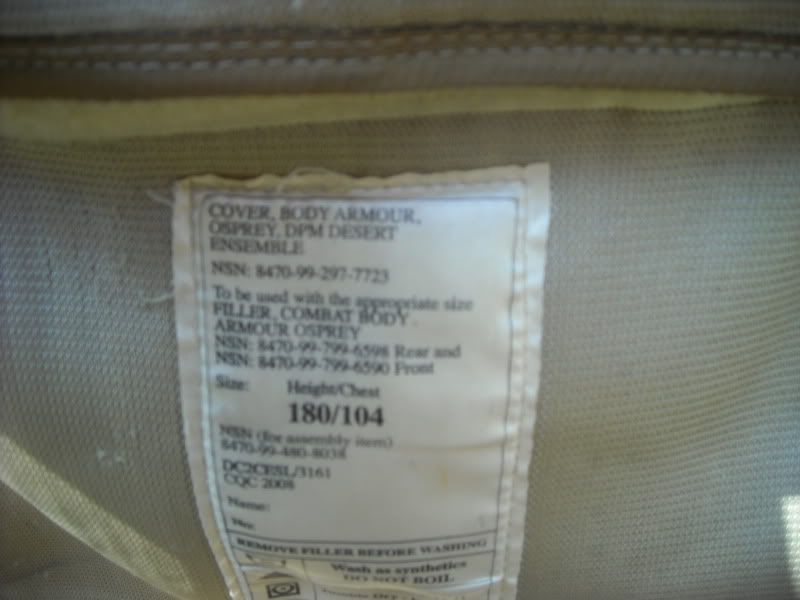 COVER, BODY ARMOUR,
OSPREY, DPM DESERT
ENSEMBLE
NSN: 8470-99-297-7723
To be used with the appropriate size
FILLER, COMBAT BODY
ARMOUR OSPREY
NSN: 8470-99-799-6598 Rear and
NSN: 8470-99-799-6590 Front
Size: Height/Chest
180/104
NSN (for assembly item)
8470-99-480-8038
DC2CESL/3161
CQC 2008
Name:
No:
REMOVE FILLER BEFORE WASHING
Wash as synthetics
DO NOT BOIL